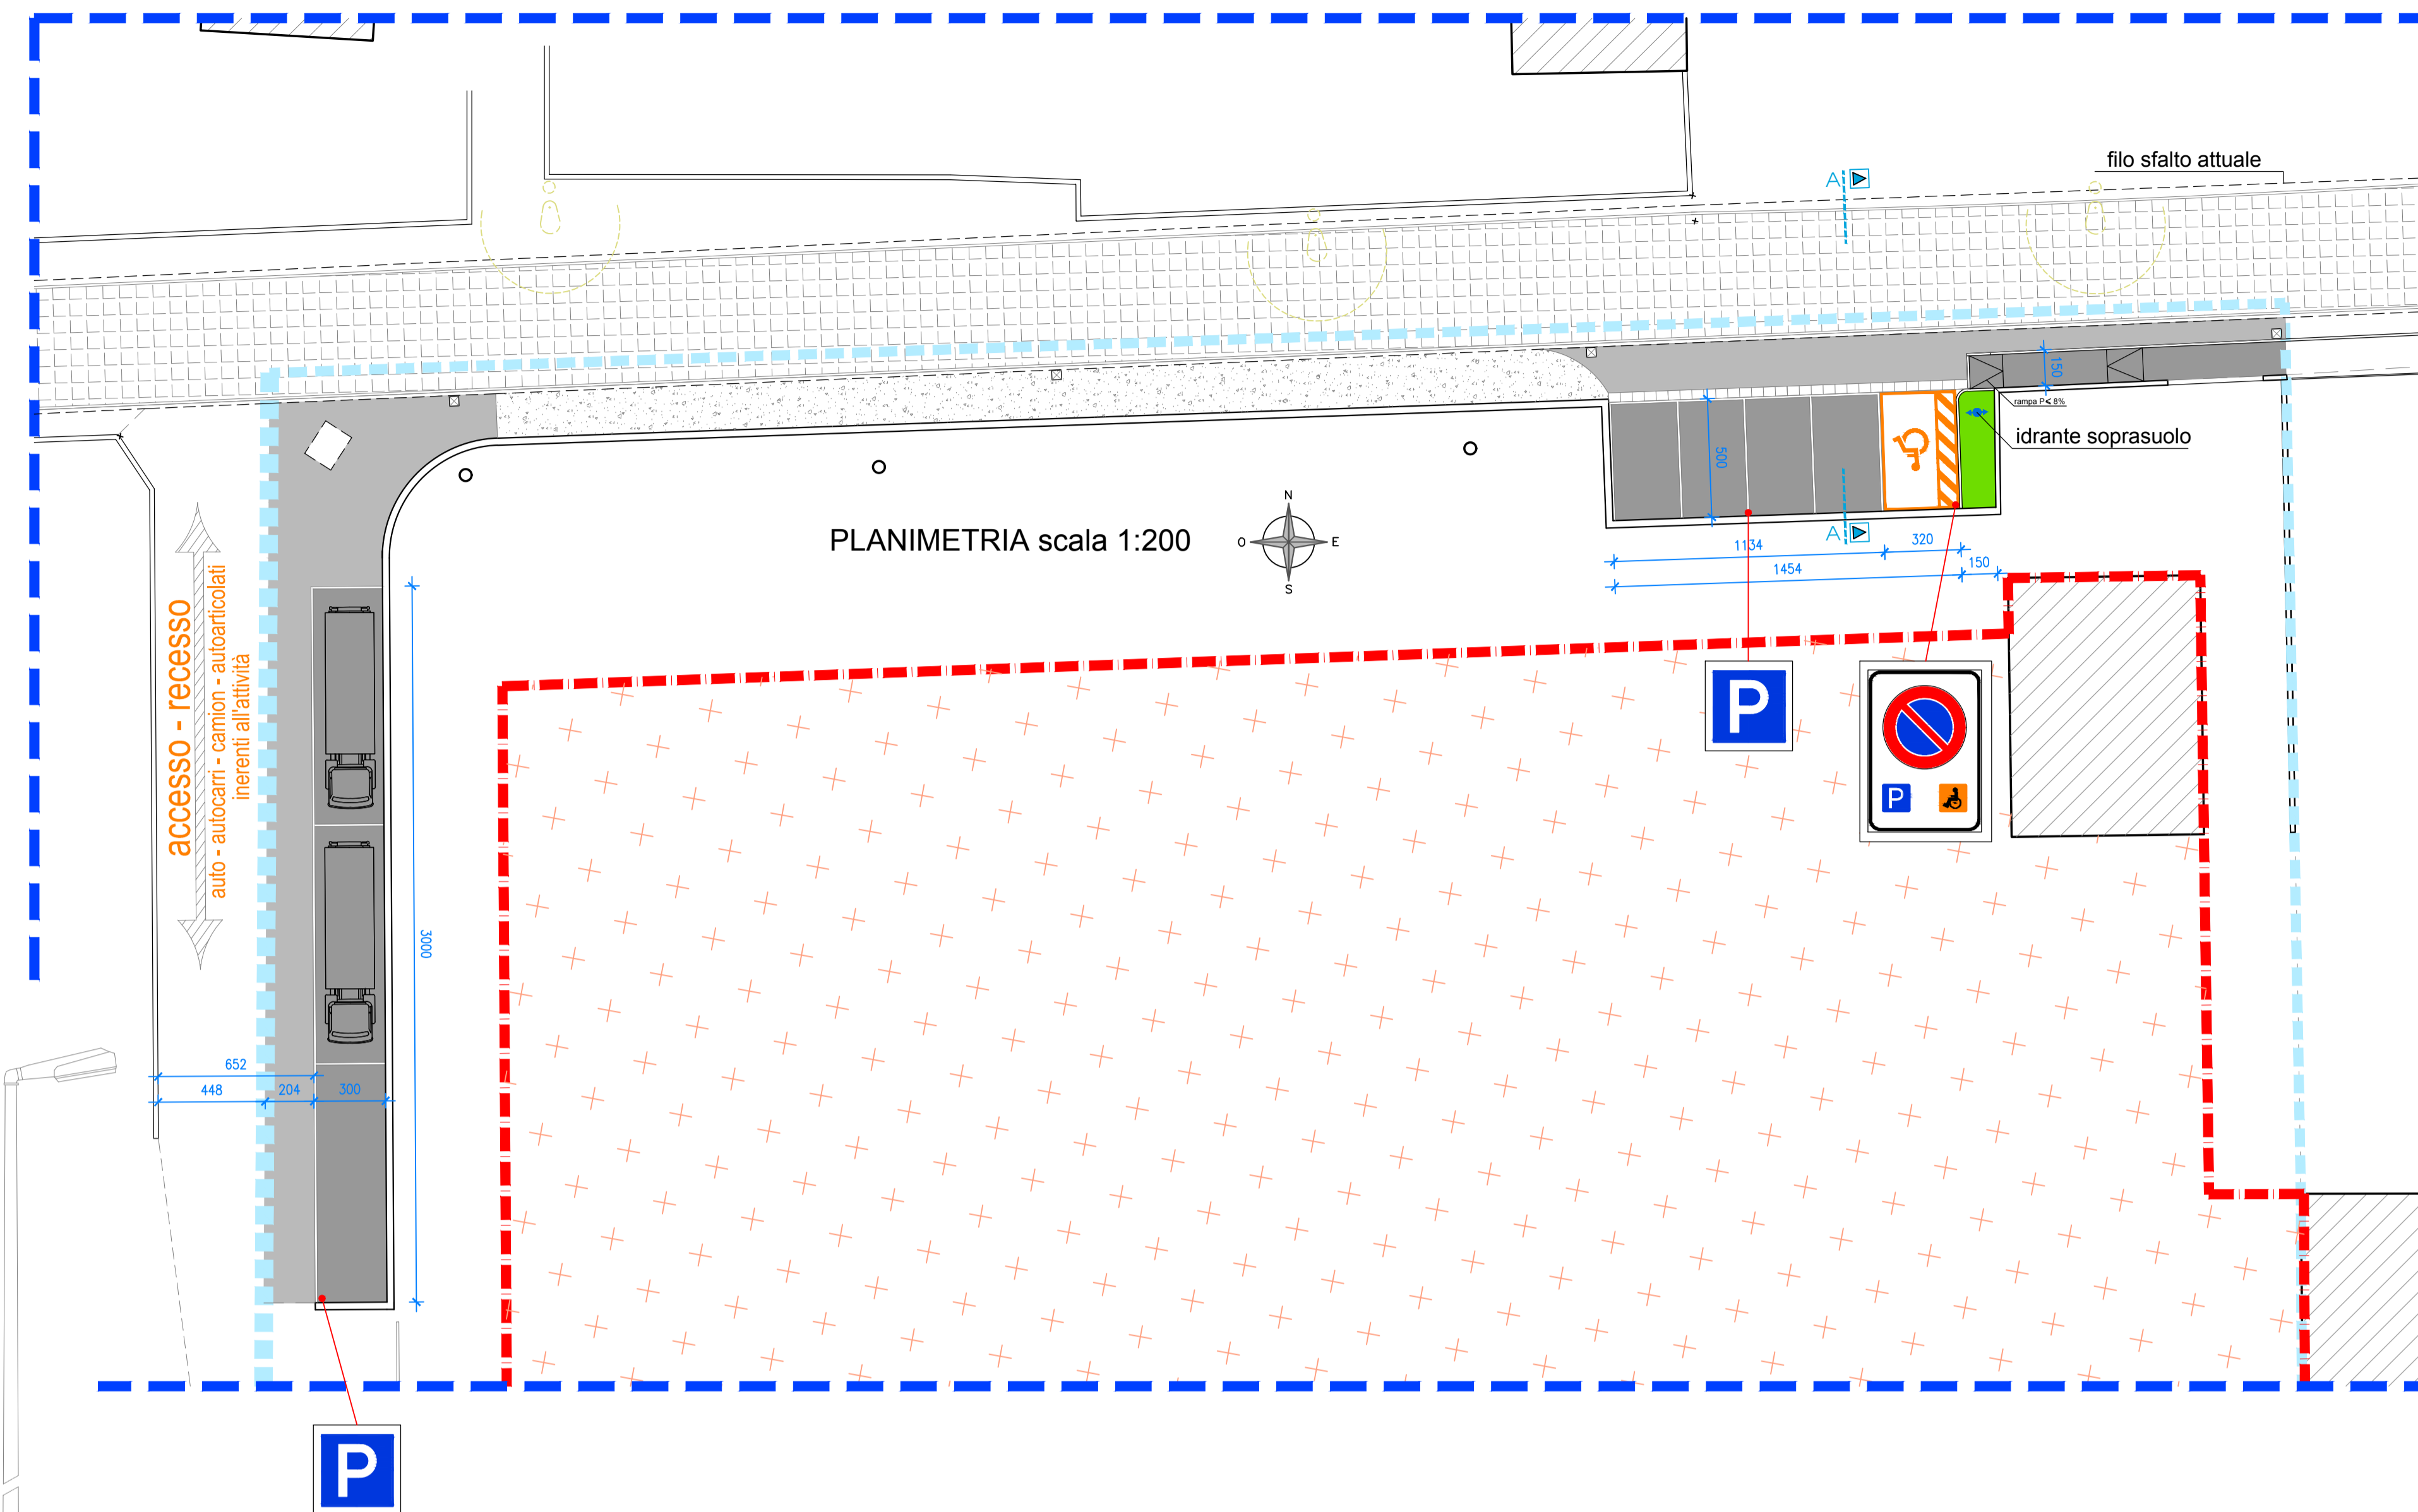 filo sfalto attuale
A
150
rampa P≤ 8%
idrante soprasuolo
500
N
O
E
S
PLANIMETRIA scala 1:200
A
1134
320
1454
150
accesso - recesso
auto - autocarri - camion - autoarticolati
inerenti all'attività
3000
P
P
652
448
204
300
P